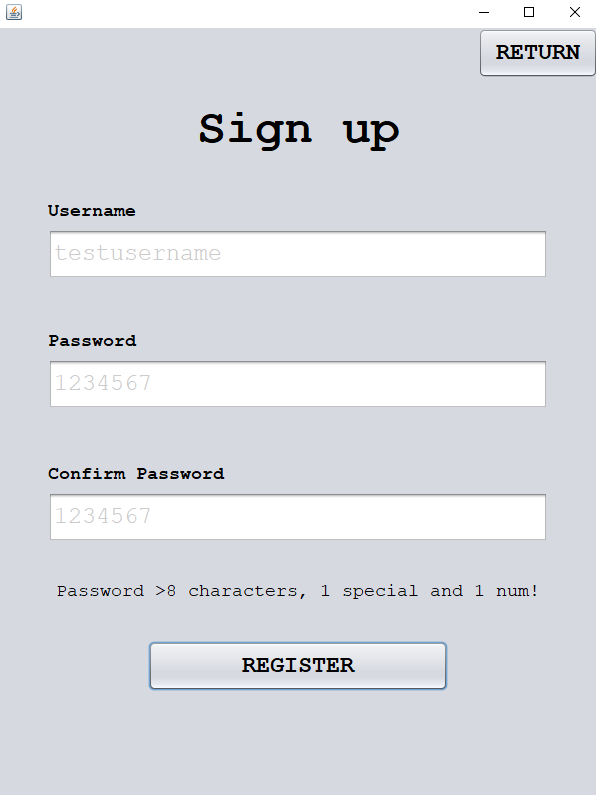 RETURN
Sign up
Username
testusername
Password
1234567
Confirm Password
1234567
Password >8 characters, 1 special and 1 num!
REGISTER